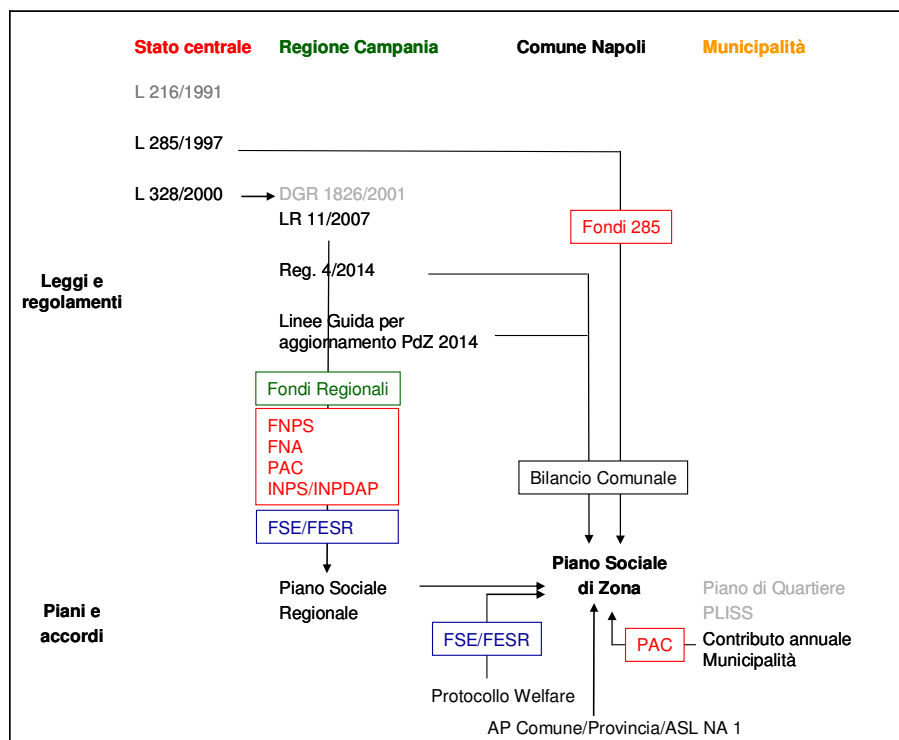 Stato centrale
Regione Campania
Comune Napoli
Municipalità
L 216/1991
L 285/1997
L 328/2000
DGR 1826/2001
LR 11/2007
Fondi 285
Leggi e
regolamenti
Reg. 4/2014
Linee Guida per
aggiornamento PdZ 2014
Fondi Regionali
FNPS
FNA
PAC
INPS/INPDAP
Bilancio Comunale
FSE/FESR
Piani e
accordi
Piano Sociale
Regionale
Piano Sociale
di Zona
Piano di Quartiere
PLISS
FSE/FESR
PAC
Contributo annuale
Municipalità
Protocollo Welfare
AP Comune/Provincia/ASL NA 1